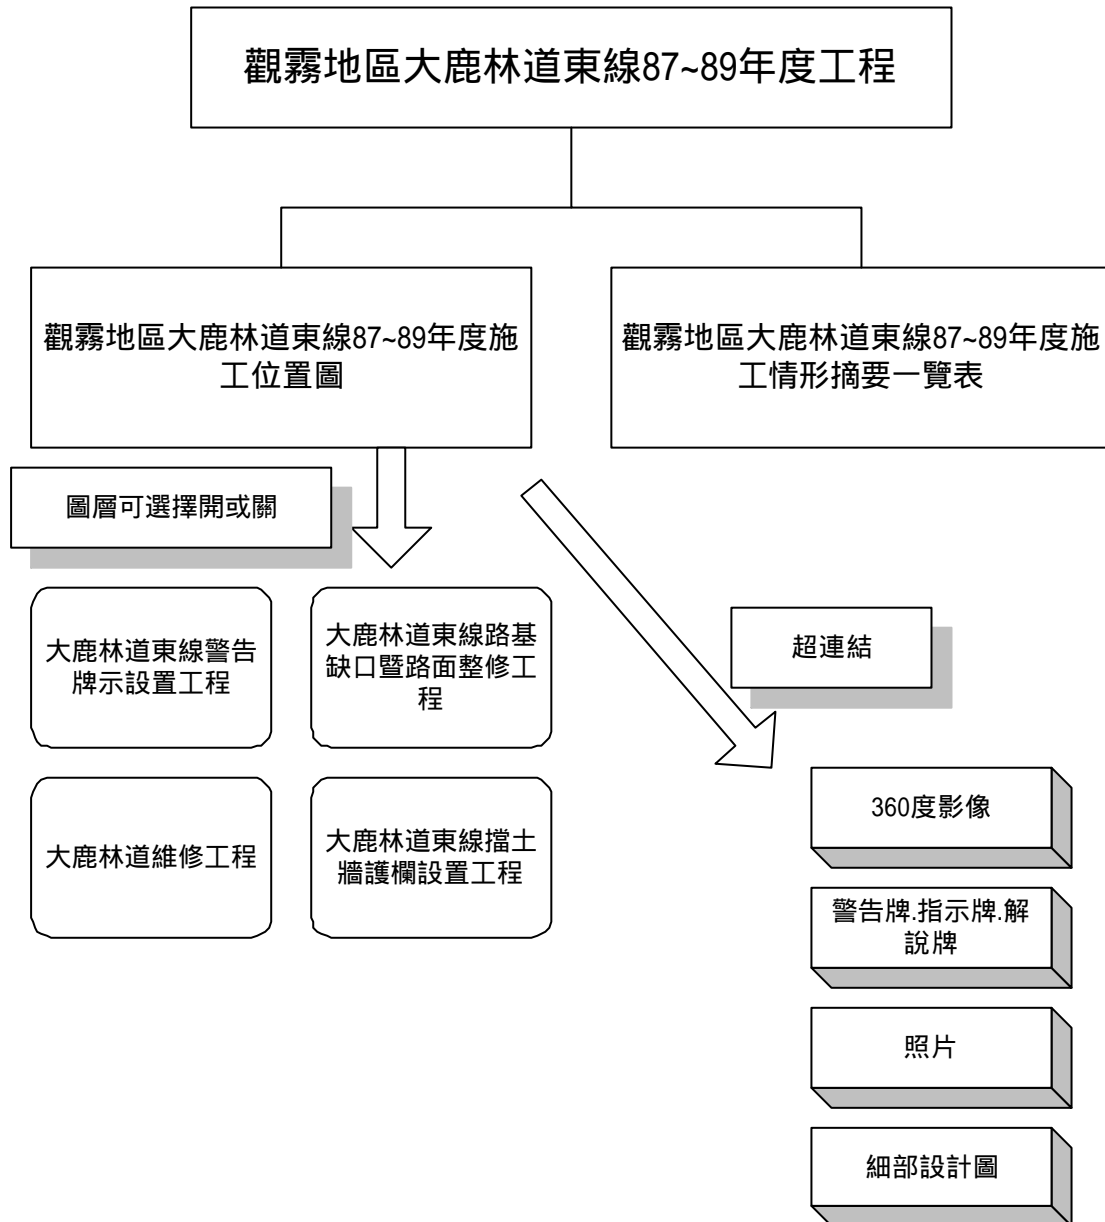 觀霧地區大鹿林道東線87~89年度工程
觀霧地區大鹿林道東線87~89年度施
工位置圖
觀霧地區大鹿林道東線87~89年度施
工情形摘要一覽表
圖層可選擇開或關
大鹿林道東線警告
牌示設置工程
大鹿林道東線路基
缺口暨路面整修工
程
大鹿林道維修工程
大鹿林道東線擋土
牆護欄設置工程
超連結
360度影像
警告牌.指示牌.解
說牌
照片
細部設計圖